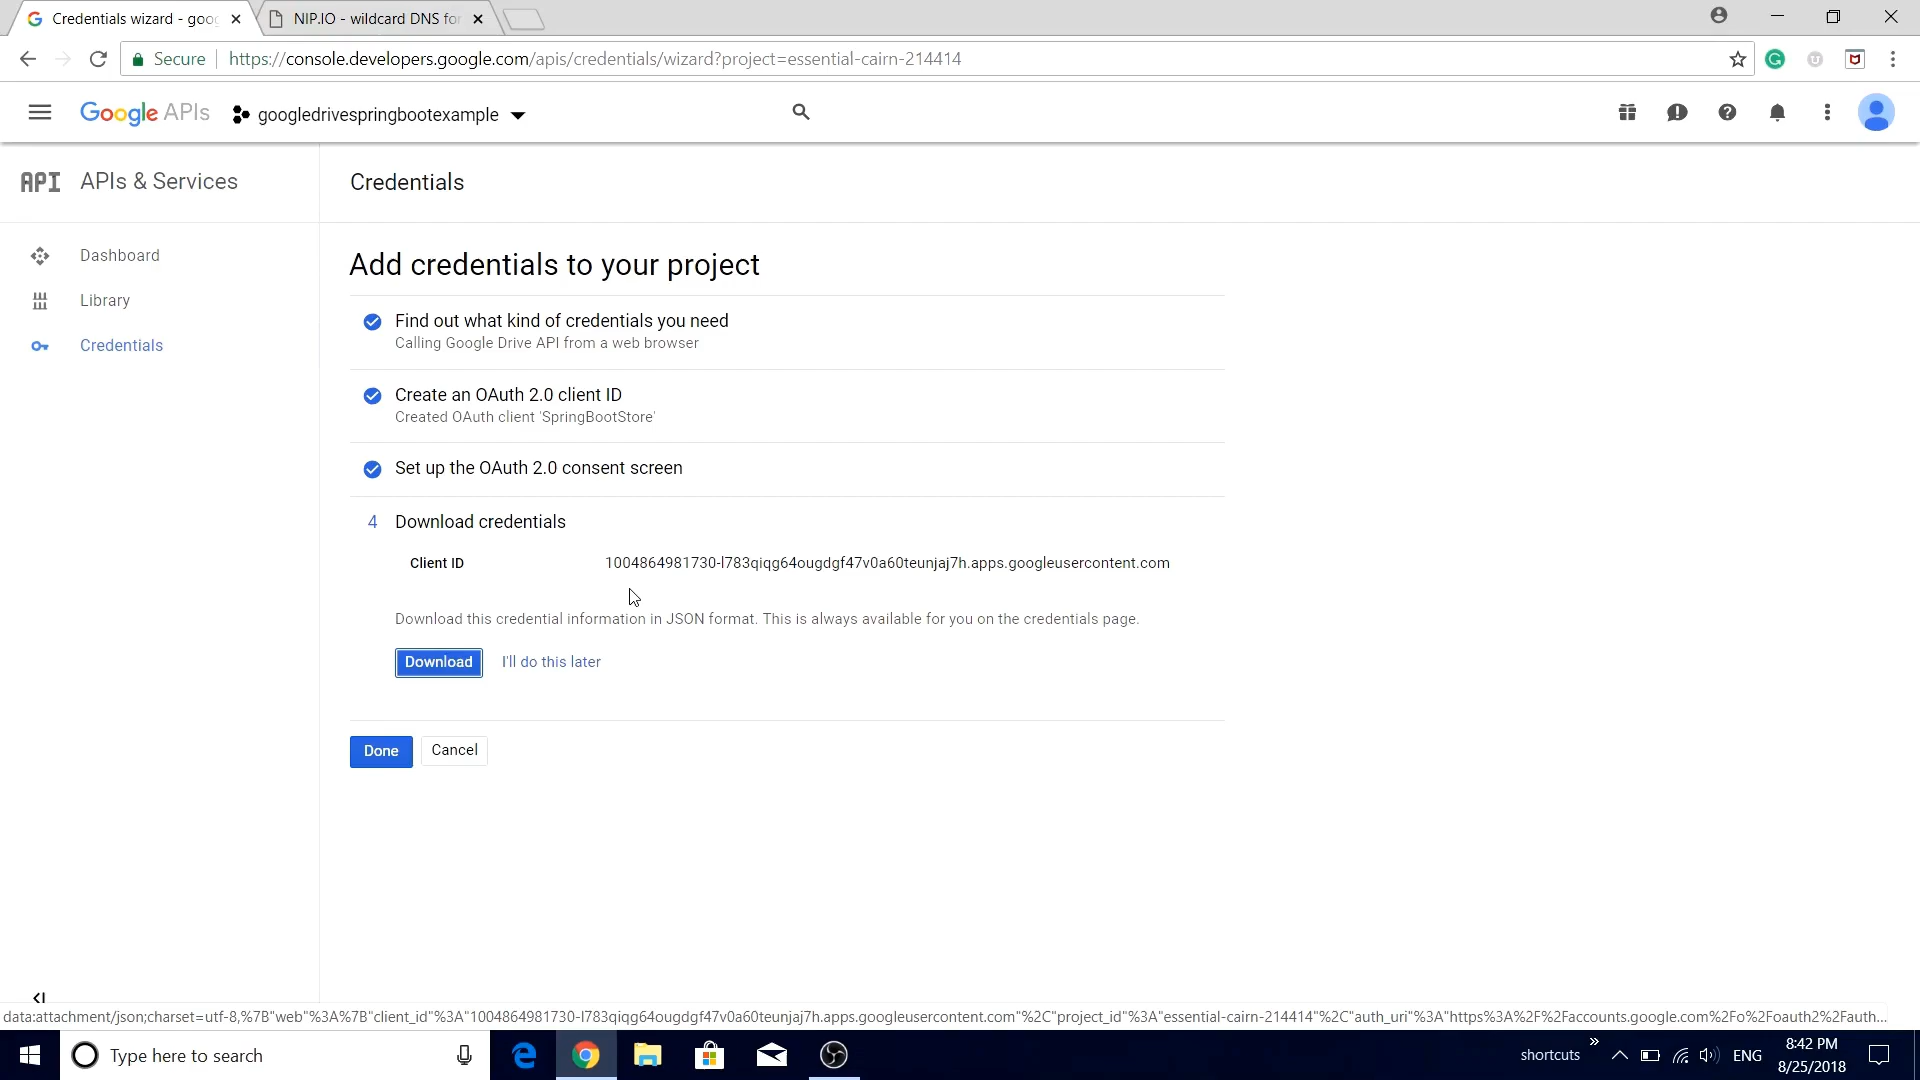 Credentials wizard - goog
NIP.IO - wildcard DNS for
Secure
https://console.developers.google.com/apis/credentials/wizard?project=essential-cairn-214414
Google APIs
googledrivespringbootexample
API
APIs & Services
Credentials
Dashboard
Library
Credentials
Add credentials to your project
Find out what kind of credentials you need
Calling Google Drive API from a web browser
Create an OAuth 2.0 client ID
Created OAuth client 'SpringBootStore'
Set up the OAuth 2.0 consent screen
4 Download credentials
Client ID 1004864981730-l783qiqg64ougdgf47v0a60teunjaj7h.apps.googleusercontent.com
Download this credential information in JSON format. This is always available for you on the credentials page.
Download I'll do this later
Done Cancel
data:attachment/json;charset=utf-8,%7B"web"%3A%7B"client_id"%3A"1004864981730-l783qiqg64ougdgf47v0a60teunjaj7h.apps.googleusercontent.com"%2C"project_id"%3A"essential-cairn-214414"%2C"auth_uri"%3A"https%3A%2F%2Faccounts.google.com%2Fo%2Foauth2%2Fauth...
Type here to search
shortcuts
ENG
8:42 PM
8/25/2018